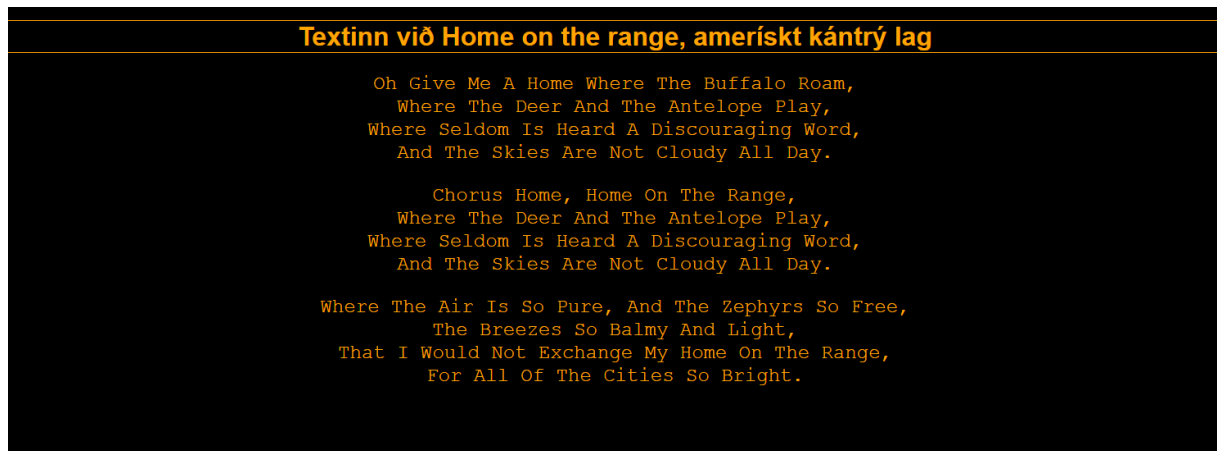 Textinn við Home on the range, amerískt kántrý lag
Oh Give Me A Home Where The Buffalo Roam,
Where The Deer And The Antelope Play,
Where Seldom Is Heard A Discouraging Word,
And The Skies Are Not Cloudy All Day.
Chorus Home, Home On The Range,
Where The Deer And The Antelope Play,
Where Seldom Is Heard A Discouraging Word,
And The Skies Are Not Cloudy All Day.
Where The Air Is So Pure, And The Zephyrs So Free,
The Breezes So Balmy And Light,
That I Would Not Exchange My Home On The Range,
For All Of The Cities So Bright.